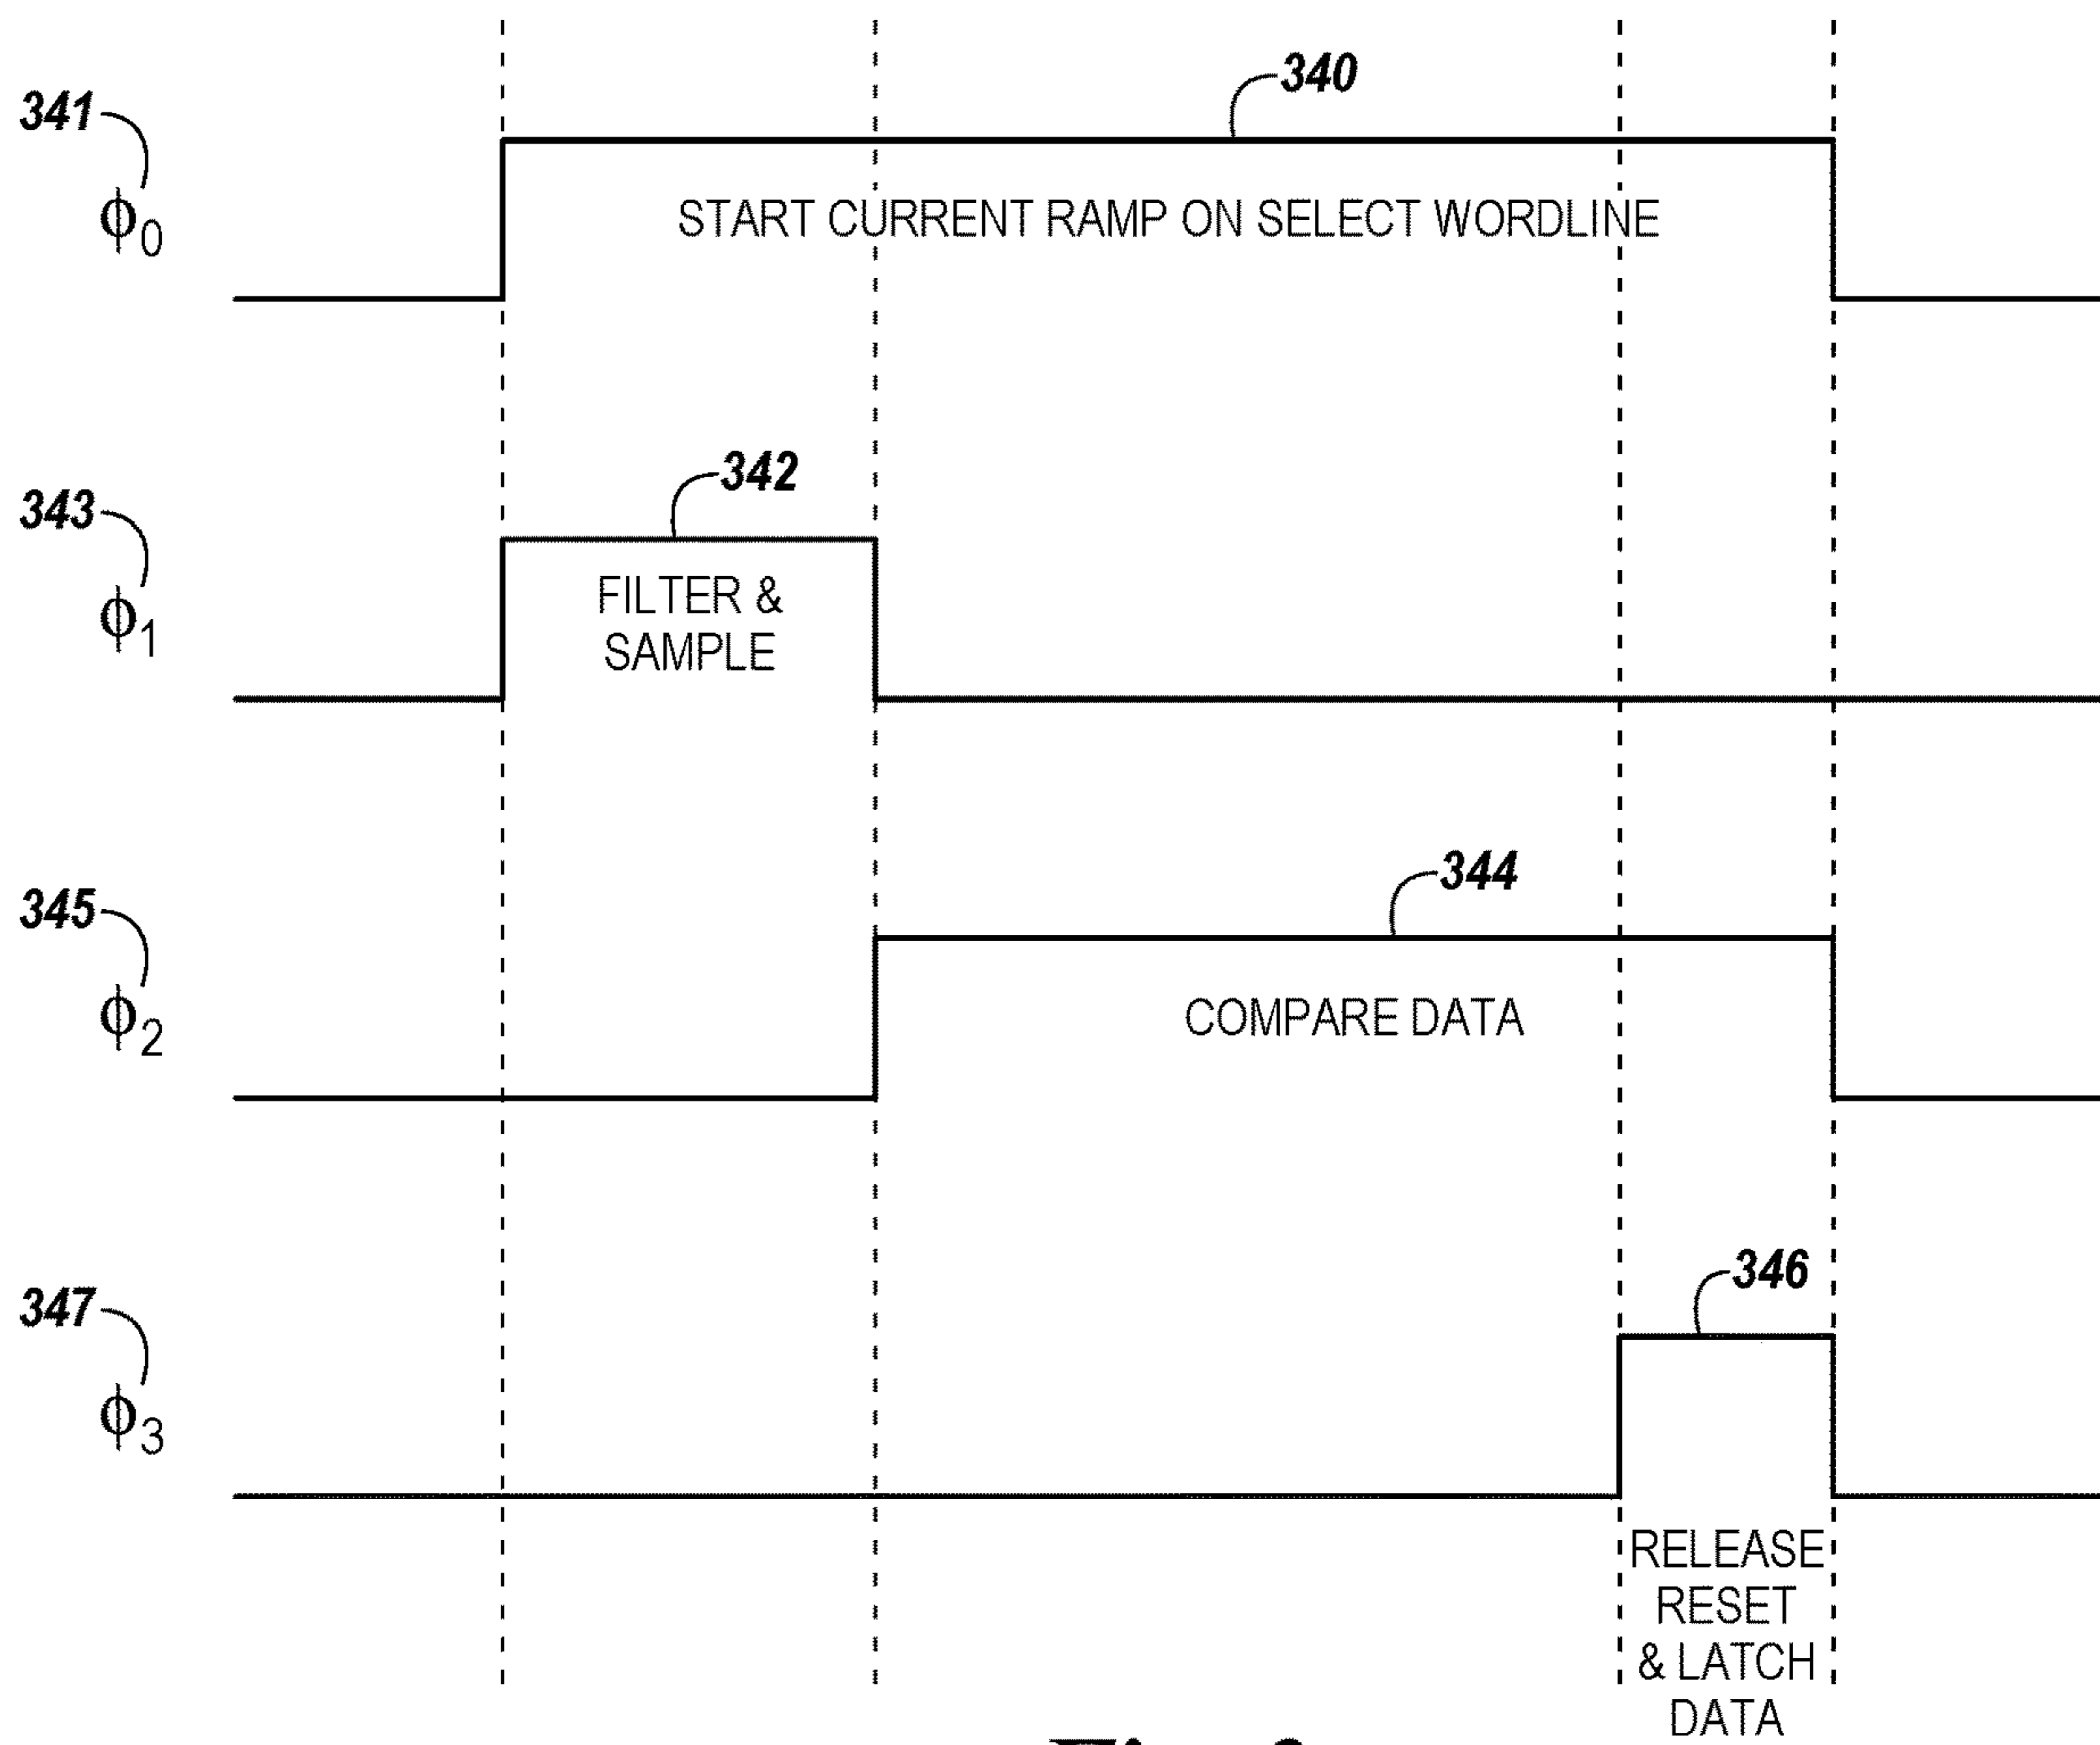 340
341
ϕ0
START CURRENT RAMP ON SELECT WORDLINE
342
343
ϕ1
FILTER &
SAMPLE
344
345
ϕ2
COMPARE DATA
346
347
ϕ3
RELEASE
RESET
& LATCH
DATA